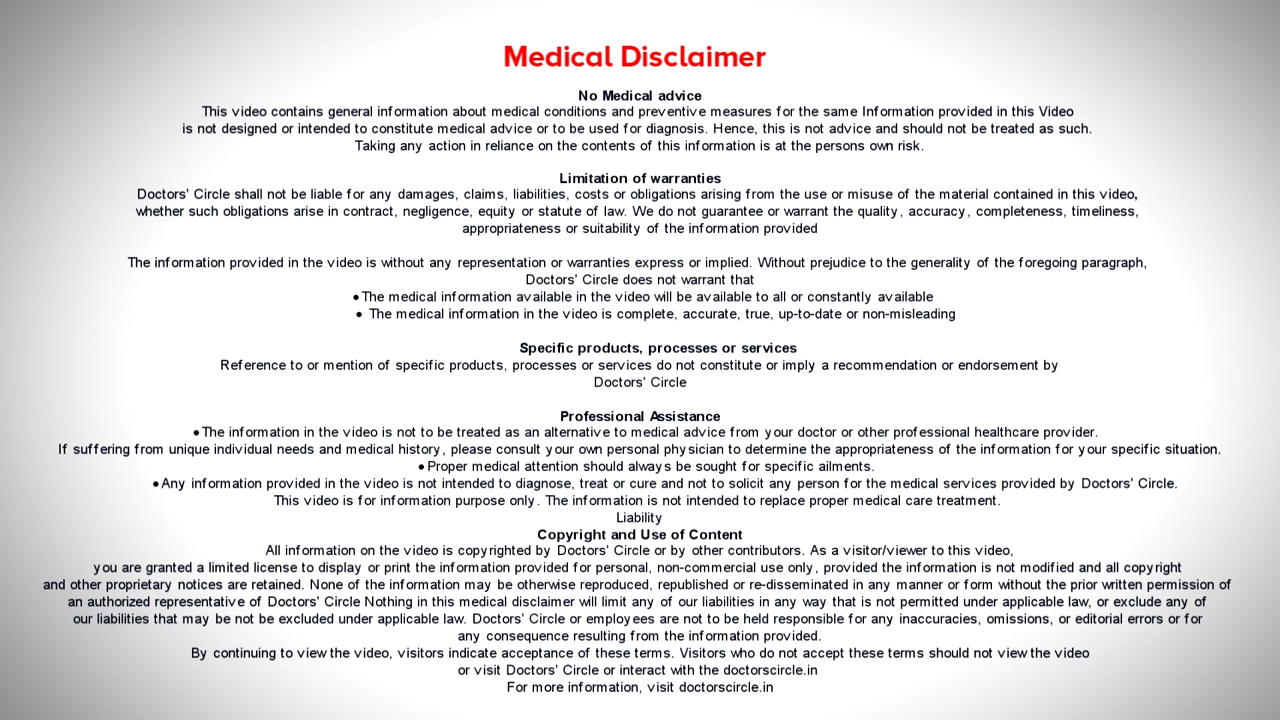 Medical Disclaimer
No Medical advice
This video contains general information about medical conditions and preventive measures for the same Information provided in this Video
is not designed or intended to constitute medical advice or to be used for diagnosis. Hence, this is not advice and should not be treated as such.
Taking any action in reliance on the contents of this information is at the persons own risk.
Limitation of warranties
Doctors' Circle shall not be liable for any damages, claims, liabilities, costs or obligations arising from the use or misuse of the material contained in this video,
whether such obligations arise in contract, negligence, equity or statute of law. We do not guarantee or warrant the quality, accuracy, completeness, timeliness,
appropriateness or suitability of the information provided
The information provided in the video is without any representation or warranties express or implied. Without prejudice to the generality of the foregoing paragraph,
Doctors' Circle does not warrant that
• The medical information available in the video will be available to all or constantly available
• The medical information in the video is complete, accurate, true, up-to-date or non-misleading
Specific products, processes or services
Reference to or mention of specific products, processes or services do not constitute or imply a recommendation or endorsement by
Doctors' Circle
Professional Assistance
• The information in the video is not to be treated as an alternative to medical advice from your doctor or other professional healthcare provider.
If suffering from unique individual needs and medical history, please consult your own personal physician to determine the appropriateness of the information for your specific situation.
• Proper medical attention should always be sought for specific ailments.
• Any information provided in the video is not intended to diagnose, treat or cure and not to solicit any person for the medical services provided by Doctors' Circle.
This video is for information purpose only. The information is not intended to replace proper medical care treatment.
Liability
Copyright and Use of Content
All information on the video is copyrighted by Doctors' Circle or by other contributors. As a visitor/viewer to this video,
you are granted a limited license to display or print the information provided for personal, non-commercial use only, provided the information is not modified and all copyright
and other proprietary notices are retained. None of the information may be otherwise reproduced, republished or re-disseminated in any manner or form without the prior written permission of
an authorized representative of Doctors' Circle Nothing in this medical disclaimer will limit any of our liabilities in any way that is not permitted under applicable law, or exclude any of
our liabilities that may be not be excluded under applicable law. Doctors' Circle or employees are not to be held responsible for any inaccuracies, omissions, or editorial errors or for
any consequence resulting from the information provided.
By continuing to view the video, visitors indicate acceptance of these terms. Visitors who do not accept these terms should not view the video
or visit Doctors' Circle or interact with the doctorscircle.in
For more information, visit doctorscircle.in